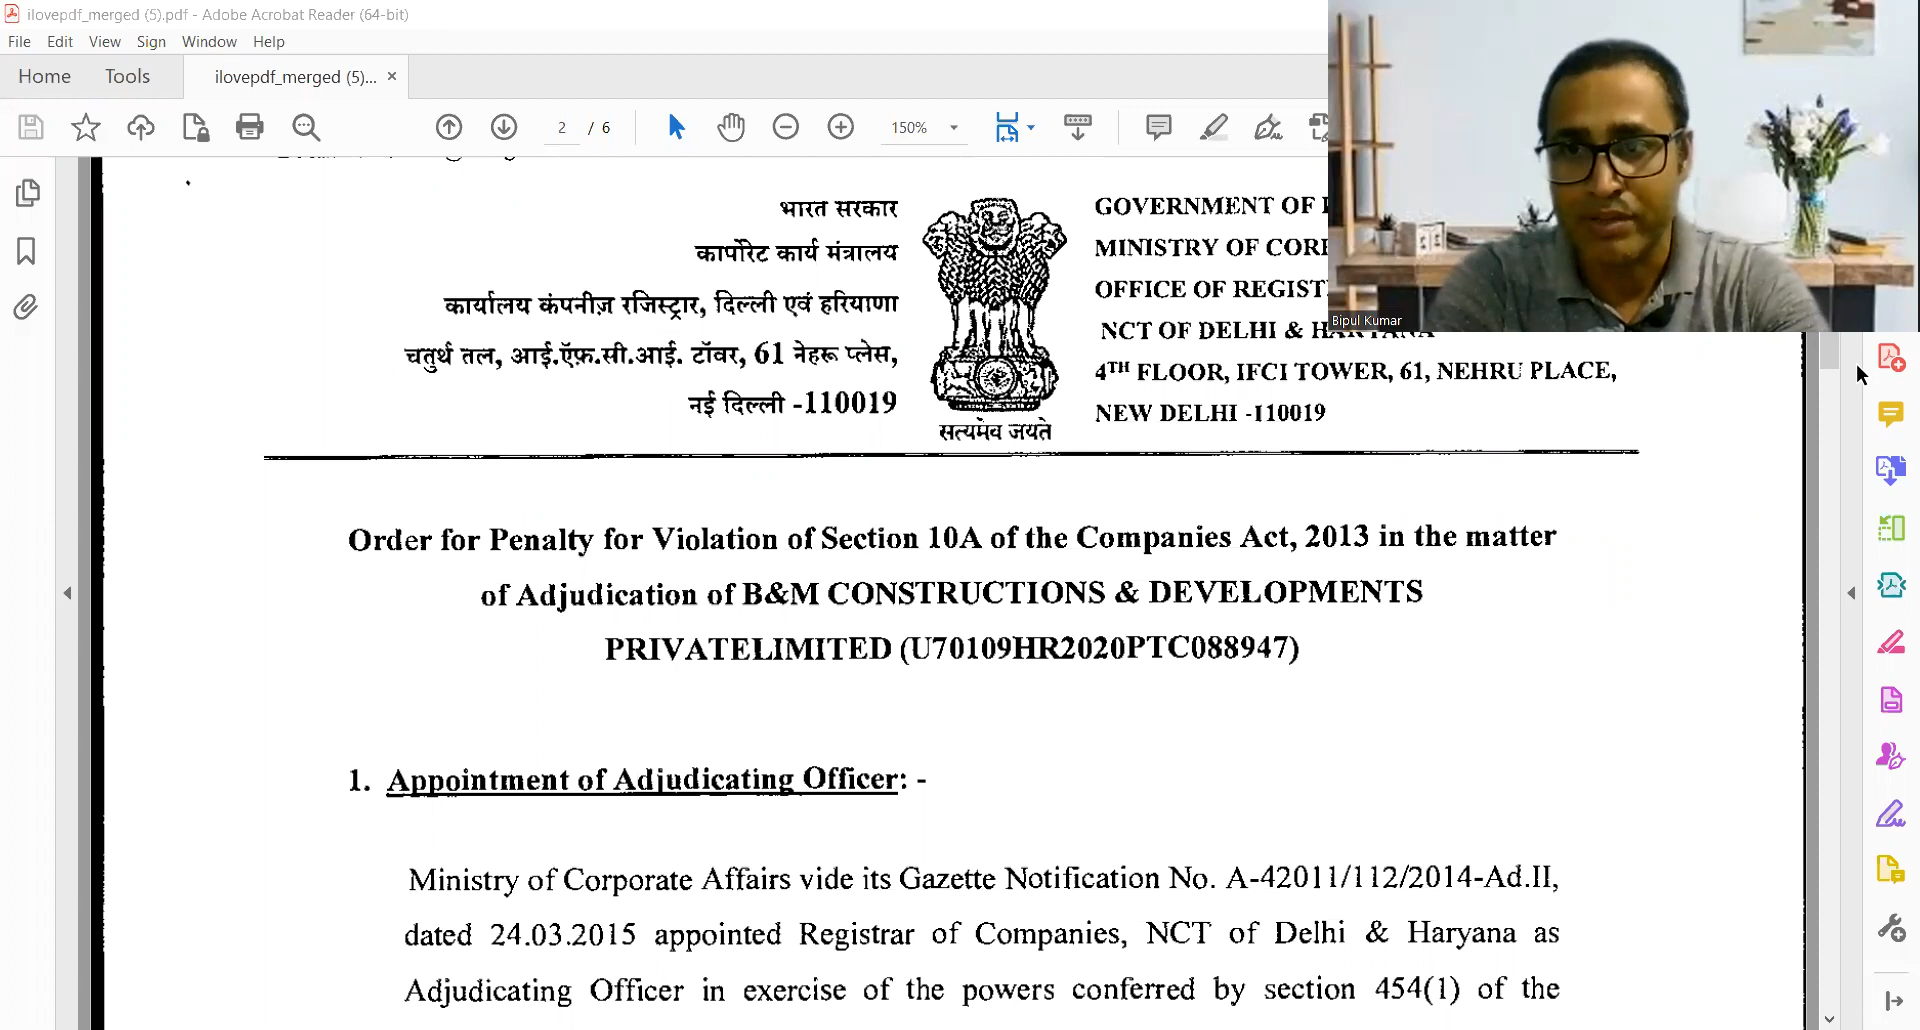 ilovepdf_merged (5).pdf - Adobe Acrobat Reader (64-bit)
File Edit View Sign Window Help
Home Tools ilovepdf_merged (5)... ×
2 / 6 150%
भारत सरकार
कार्पोरेट कार्य मंत्रालय
कार्यालय कंपनीज़ रजिस्ट्रार, दिल्ली एवं हरियाणा
चतुर्थ तल, आई.ऍफ़.सी.आई. टॉवर, 61 नेहरू प्लेस,
नई दिल्ली -110019
सत्यमेव जयते
GOVERNMENT OF
MINISTRY OF
OFFICE OF
NCT OF DELHI &
4TH FLOOR, IFCI TOWER, 61, NEHRU PLACE,
NEW DELHI -110019
Bipul Kumar
Order for Penalty for Violation of Section 10A of the Companies Act, 2013 in the matter
of Adjudication of B&M CONSTRUCTIONS & DEVELOPMENTS
PRIVATELIMITED (U70109HR2020PTC088947)
1. Appointment of Adjudicating Officer: -
Ministry of Corporate Affairs vide its Gazette Notification No. A-42011/112/2014-Ad.II,
dated 24.03.2015 appointed Registrar of Companies, NCT of Delhi & Haryana as
Adjudicating Officer in exercise of the powers conferred by section 454(1) of the